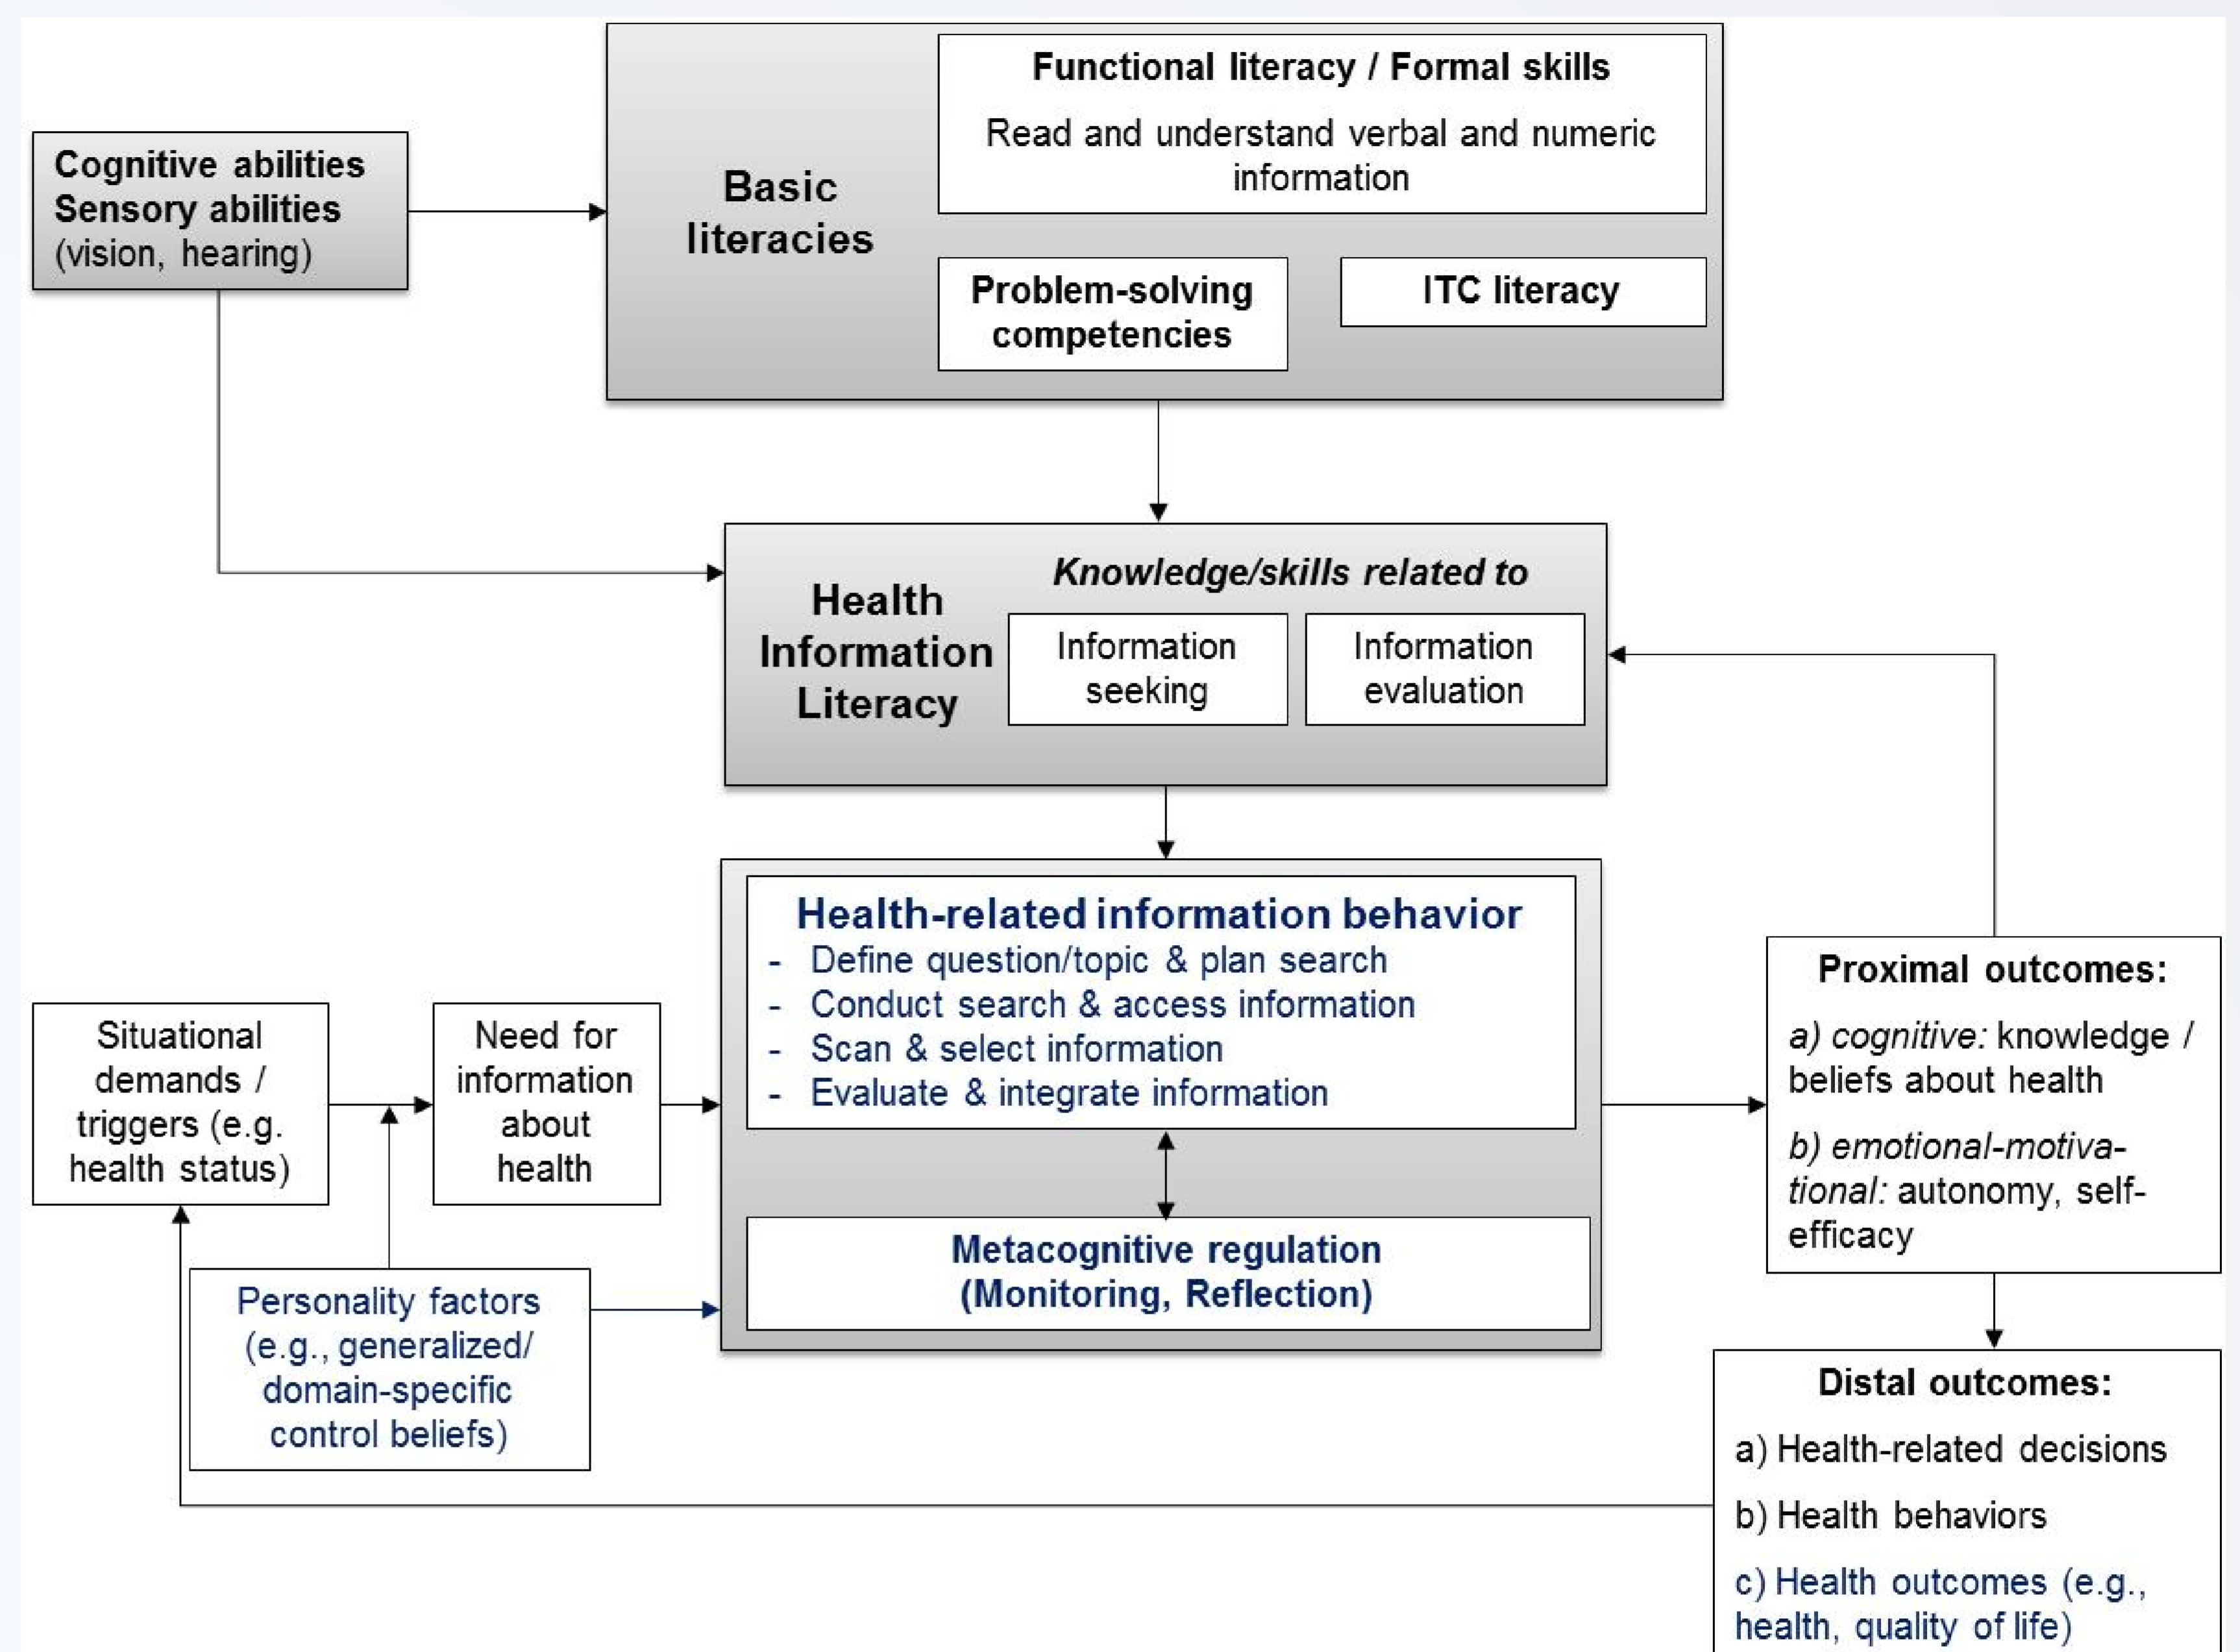 Functional literacy / Formal skills
Read and understand verbal and numeric
information
Cognitive abilities
Sensory abilities
(vision, hearing)
Basic
literacies
Problem-solving
competencies
ITC literacy
Knowledge/skills related to
Health
Information
Literacy
Information
seeking
Information
evaluation
Health-related information behavior
- Define question/topic & plan search
- Conduct search & access information
- Scan & select information
- Evaluate & integrate information
Situational
demands /
triggers (e.g.
health status)
Need for
information
about
health
Proximal outcomes:
a) cognitive: knowledge /
beliefs about health
b) emotional-motiva-
tional: autonomy, self-
efficacy
Metacognitive regulation
(Monitoring, Reflection)
Personality factors
(e.g., generalized/
domain-specific
control beliefs)
Distal outcomes:
a) Health-related decisions
b) Health behaviors
c) Health outcomes (e.g.,
health, quality of life)